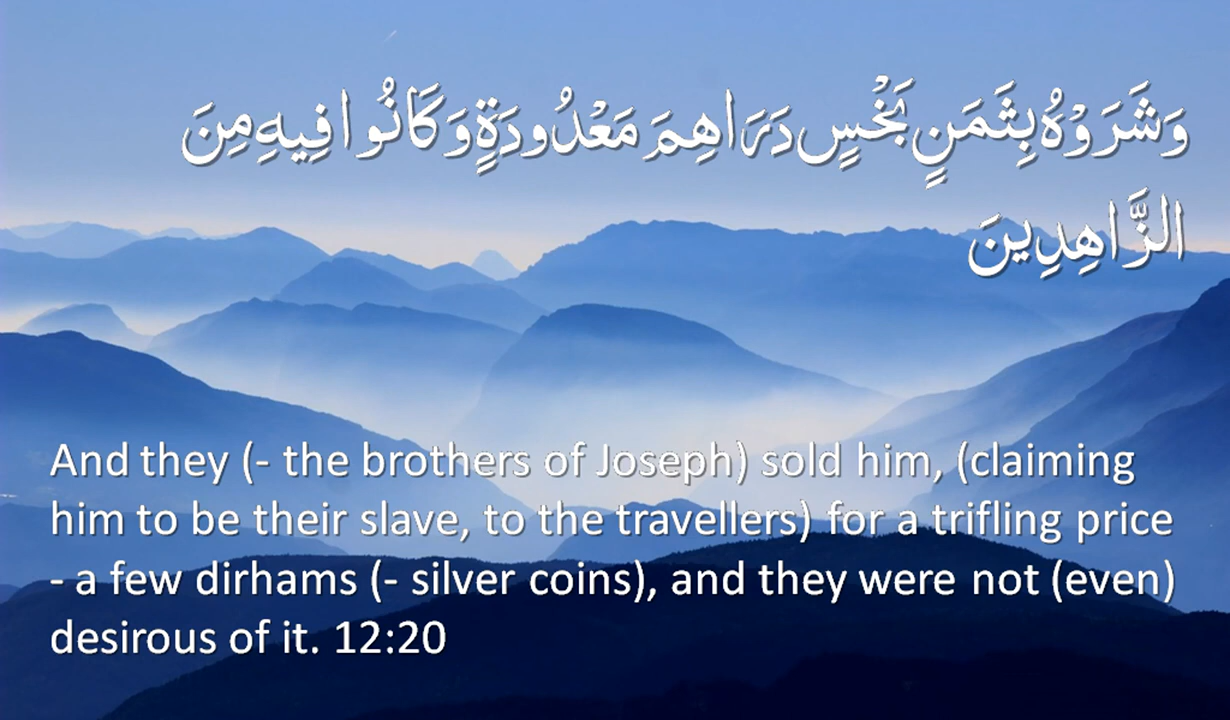 وَشَرَوْهُ بِثَمَنٍ بَخْسٍ دَرَاهِمَ مَعْدُودَةٍ وَكَانُوا فِيهِ مِنَ
الزَّاهِدِينَ
And they (- the brothers of Joseph) sold him, (claiming
him to be their slave, to the travellers) for a trifling price
- a few dirhams (- silver coins), and they were not (even)
desirous of it. 12:20